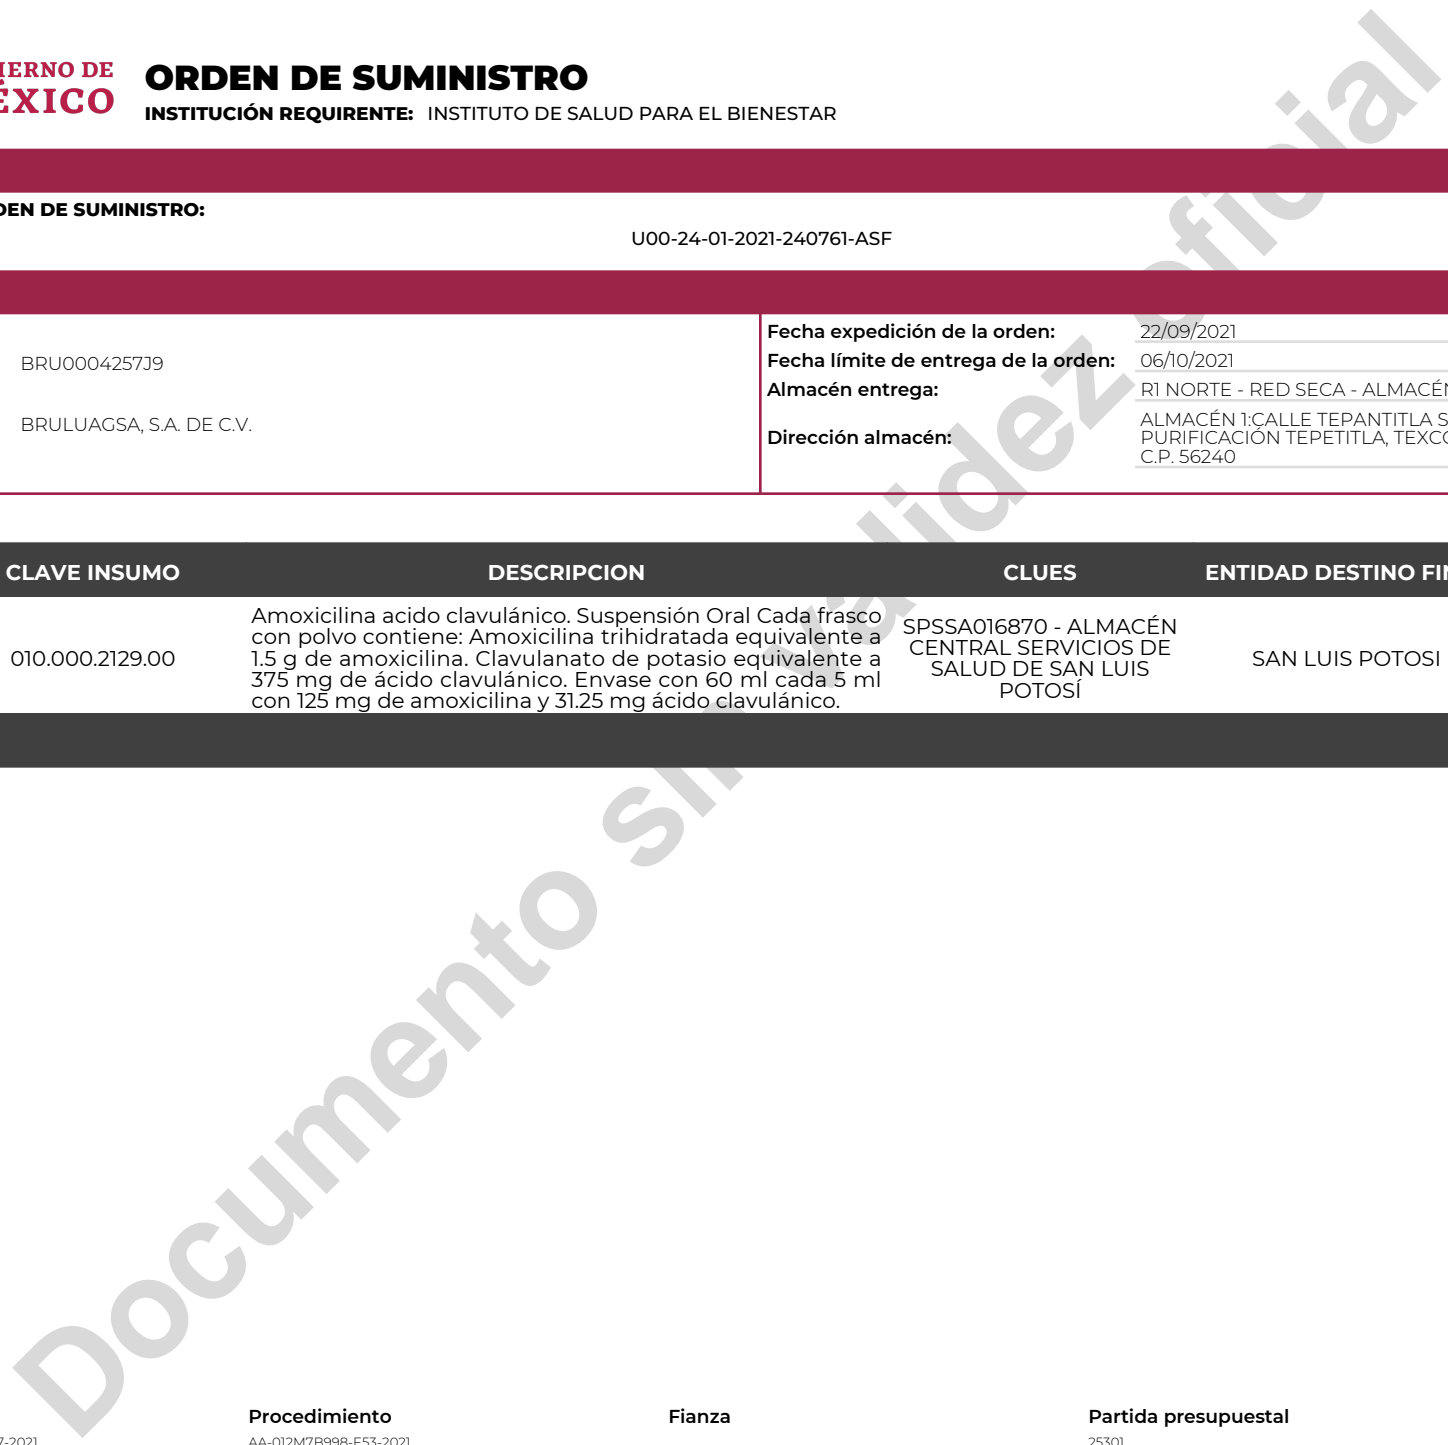 ORDEN DE SUMINISTRO
INSTITUCIÓN REQUIRENTE: INSTITUTO DE SALUD PARA EL BIENESTAR
DE
XICO
DE SUMINISTRO:
U00-24-01-2021-240761-ASF
BRU0004257J9
BRULUAGSA, S.A. DE C.V.
Fecha expedición de la orden: 22/09/2021
Fecha límite de entrega de la orden: 06/10/2021
Almacén entrega: R1 NORTE - RED SECA - ALMACÉN
Dirección almacén:
ALMACÉN 1:CALLE TEPANTITLA S
PURIFICACIÓN TEPETITLA, TEXCO
C.P. 56240
CLAVE INSUMO DESCRIPCION CLUES ENTIDAD DESTINO FIN
010.000.2129.00
Amoxicilina acido clavulánico. Suspensión Oral Cada frasco
con polvo contiene: Amoxicilina trihidratada equivalente a
1.5 g de amoxicilina. Clavulanato de potasio equivalente a
375 mg de ácido clavulánico. Envase con 60 ml cada 5 ml
con 125 mg de amoxicilina y 31.25 mg ácido clavulánico.
SPSSA016870 - ALMACÉN
CENTRAL SERVICIOS DE
SALUD DE SAN LUIS
POTOSÍ
SAN LUIS POTOSI
Documento sin validez oficial
Procedimiento Fianza Partida presupuestal
7-2021 AA-012M7B998-E53-2021 25301